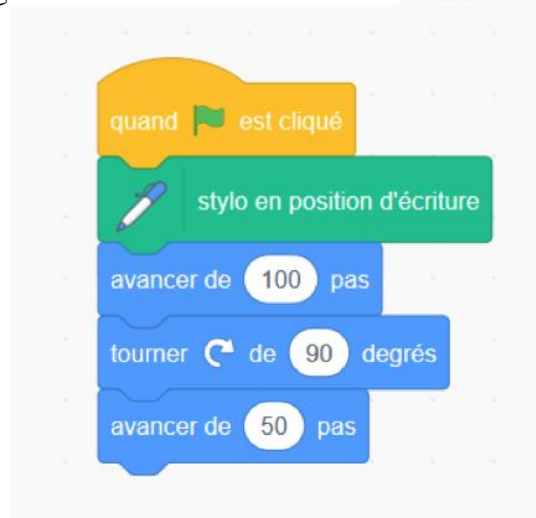 quand est cliqué
stylo en position d'écriture
avancer de 100 pas
tourner de 90 degrés
avancer de 50 pas